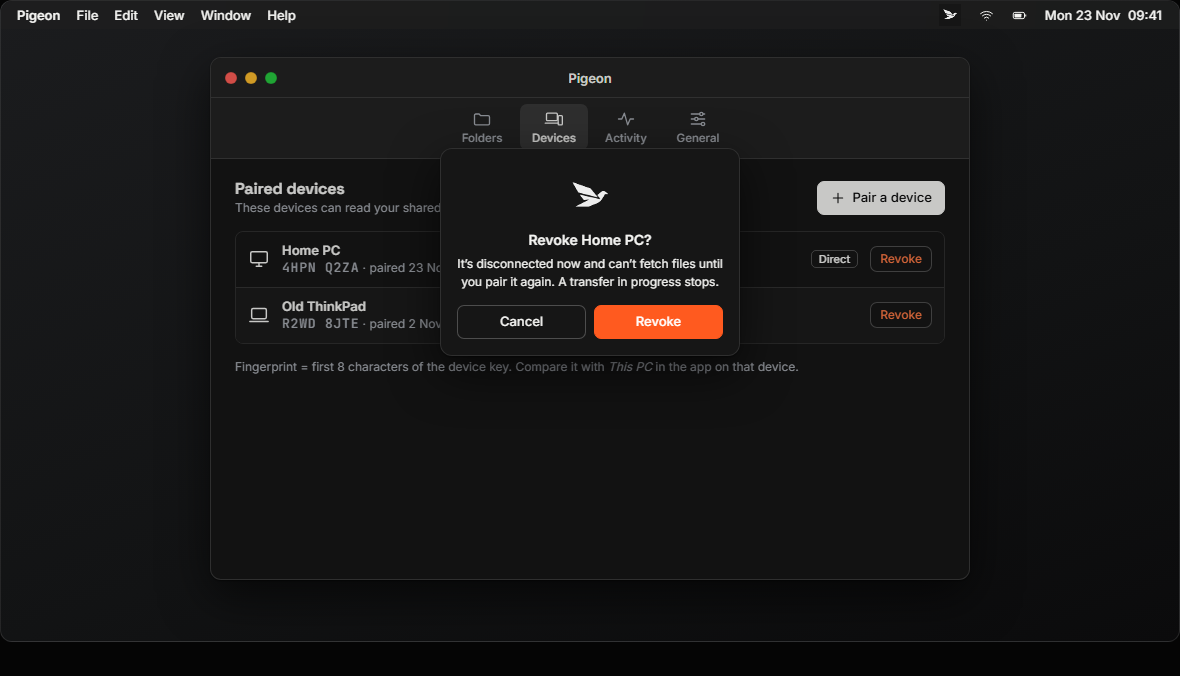 Pigeon File Edit View Window Help Mon 23 Nov 09:41
Pigeon
Folders Devices Activity General
Paired devices
These devices can read your shared
+ Pair a device
Home PC
4HPN Q2ZA · paired 23 No
Direct Revoke
Old ThinkPad
R2WD 8JTE · paired 2 Nov
Revoke
Revoke Home PC?
It’s disconnected now and can’t fetch files until
you pair it again. A transfer in progress stops.
Cancel Revoke
Fingerprint = first 8 characters of the device key. Compare it with This PC in the app on that device.